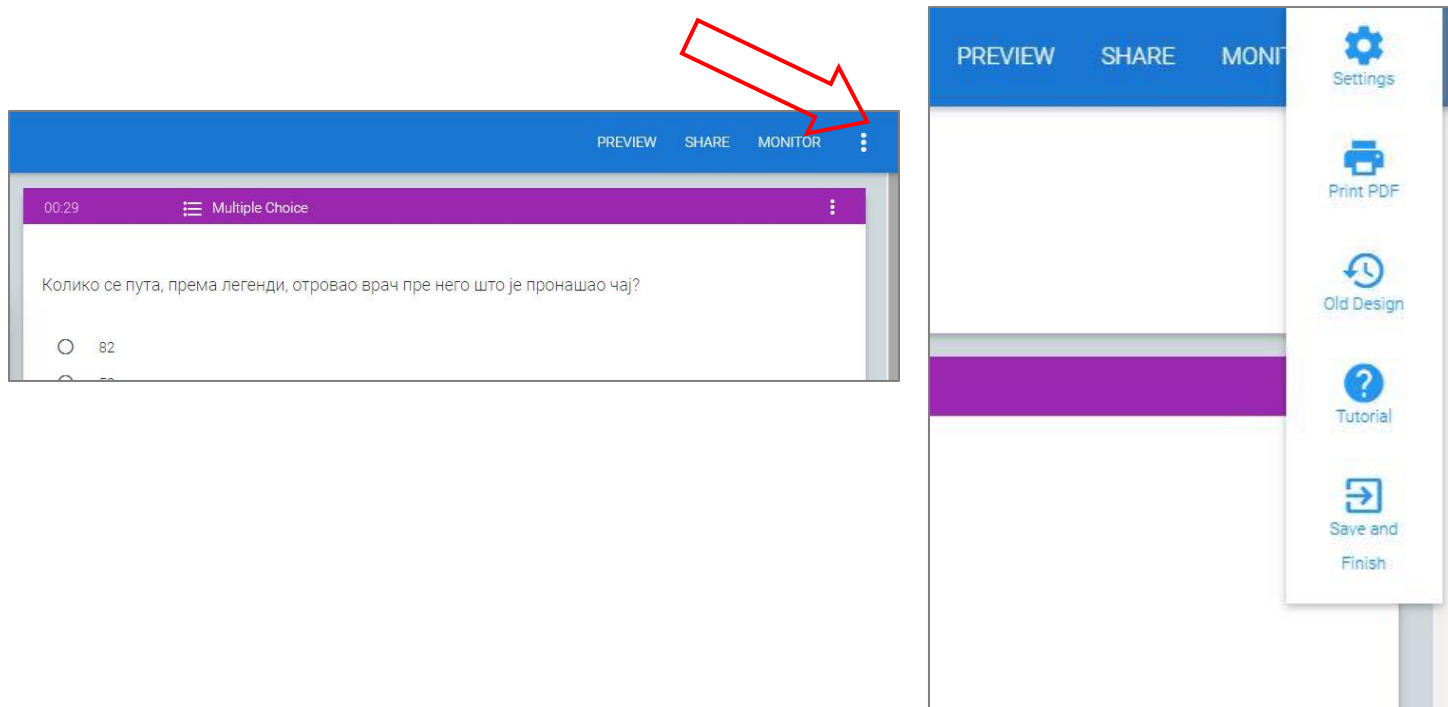 PREVIEW SHARE MONITOR
00:29 Multiple Choice
Колико се пута, према легенди, отровао врач пре него што је пронашао чај?
82
PREVIEW SHARE MONIT
Settings
Print PDF
Old Design
Tutorial
Save and
Finish